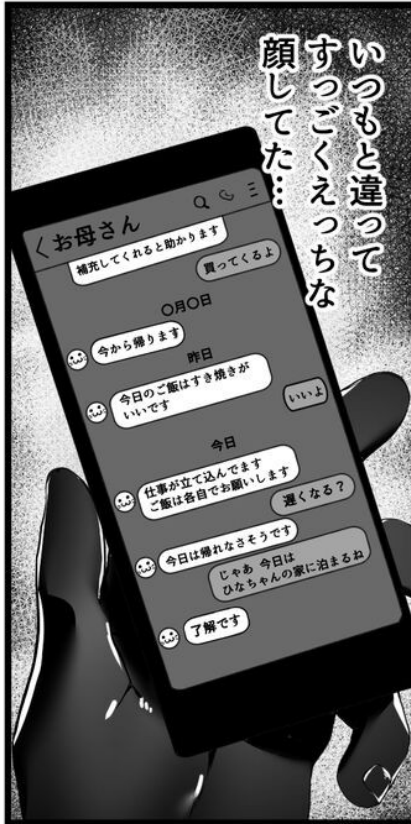 いつもと違って
すっごくえっちな
顔してた…
お母さん
補充してくれると助かります
買ってくるよ
〇月〇日
今から帰ります
昨日
今日のご飯はすき焼きが
いいです
いいよ
今日
仕事が立て込んでます
ご飯は各自でお願いします
遅くなる？
今日は帰れなさそうです
じゃあ 今日は
ひなちゃんの家に泊まるね
了解です